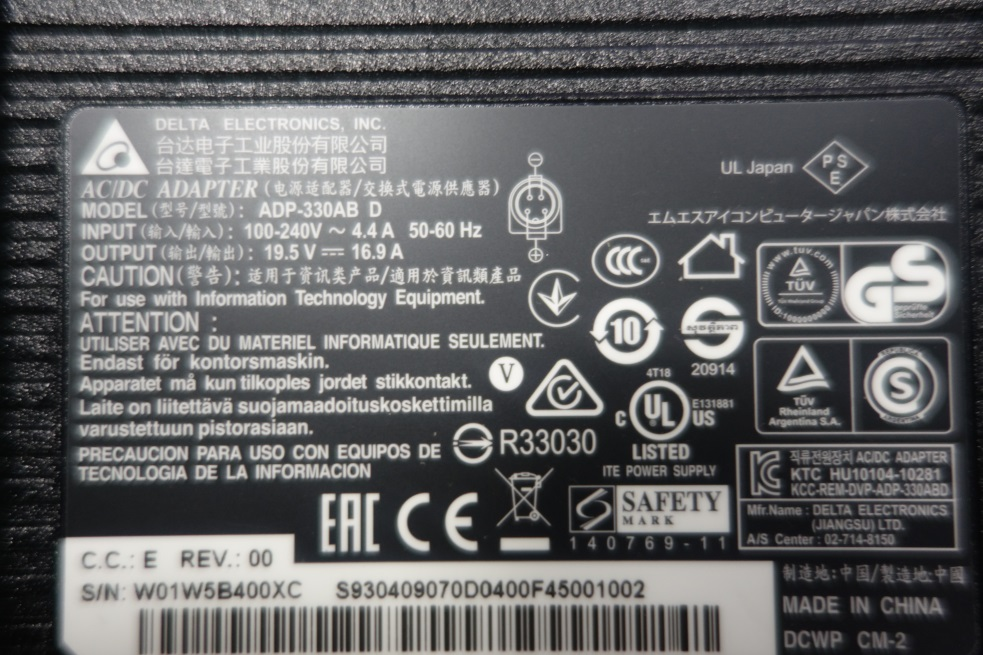 DELTA ELECTRONICS, INC.
台达电子工业股份有限公司
台達電子工業股份有限公司
AC/DC ADAPTER (电源适配器/交換式電源供應器)
MODEL (型号/型號): ADP-330AB D
INPUT (输入/輸入): 100-240V ~ 4.4 A 50-60 Hz
OUTPUT (输出/輸出): 19.5 V ⎓ 16.9 A
CAUTION (警告): 适用于资讯类产品/適用於資訊類產品
For use with Information Technology Equipment.
ATTENTION :
UTILISER AVEC DU MATERIEL INFORMATIQUE SEULEMENT.
Endast för kontorsmaskin.
Apparatet må kun tilkoples jordet stikkontakt.
Laite on liitettävä suojamaadoituskoskettimilla
varustettuun pistorasiaan.
PRECAUCION PARA USO CON EQUIPOS DE
TECNOLOGIA DE LA INFORMACION
UL Japan
PS
E
エムエスアイコンピュータージャパン株式会社
CCC
10
20914
www.tuv.com
TÜV
TÜV Rheinland Group
GS
geprüfte
Sicherheit
V
4T18
C UL US
E131881
LISTED
ITE POWER SUPPLY
TÜV
Rheinland
Argentina S.A.
S
R33030
EAC CE
S SAFETY
MARK
140769-11
직류전원장치 AC/DC ADAPTER
KTC HU10104-10281
KCC-REM-DVP-ADP-330ABD
Mfr.Name : DELTA ELECTRONICS
(JIANGSU) LTD.
A/S Center : 02-714-8150
C.C.: E REV.: 00
S/N: W01W5B400XC S930409070D0400F45001002
制造地:中国/製造地:中國
MADE IN CHINA
DCWP CM-2